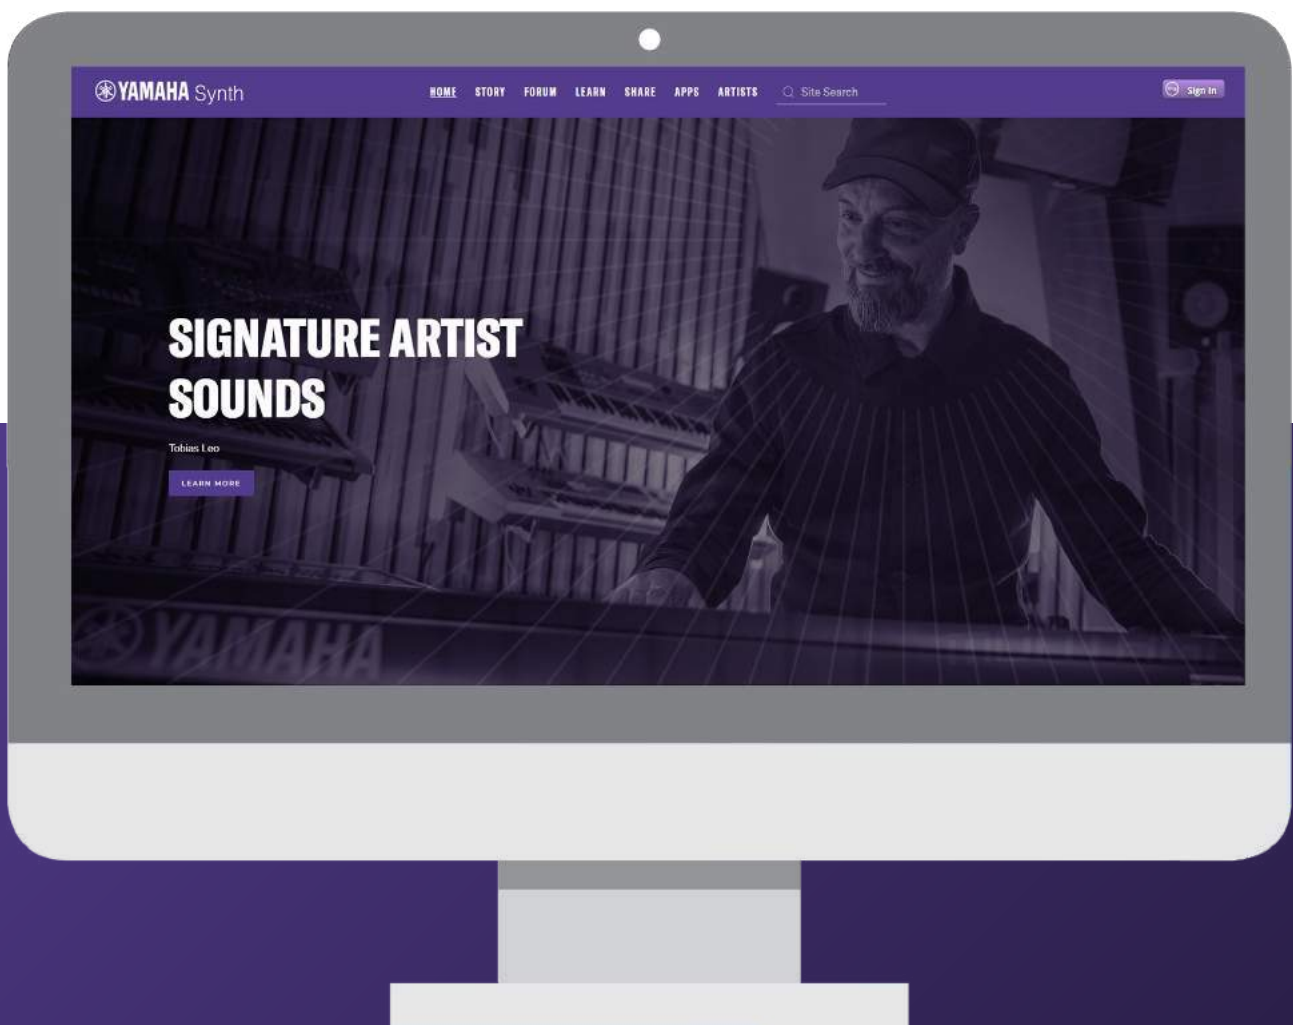 YAMAHA Synth
HOME STORY FORUM LEARN SHARE APPS ARTISTS Site Search
Sign In
SIGNATURE ARTIST
SOUNDS
Tobias Leo
LEARN MORE
YAMAHA